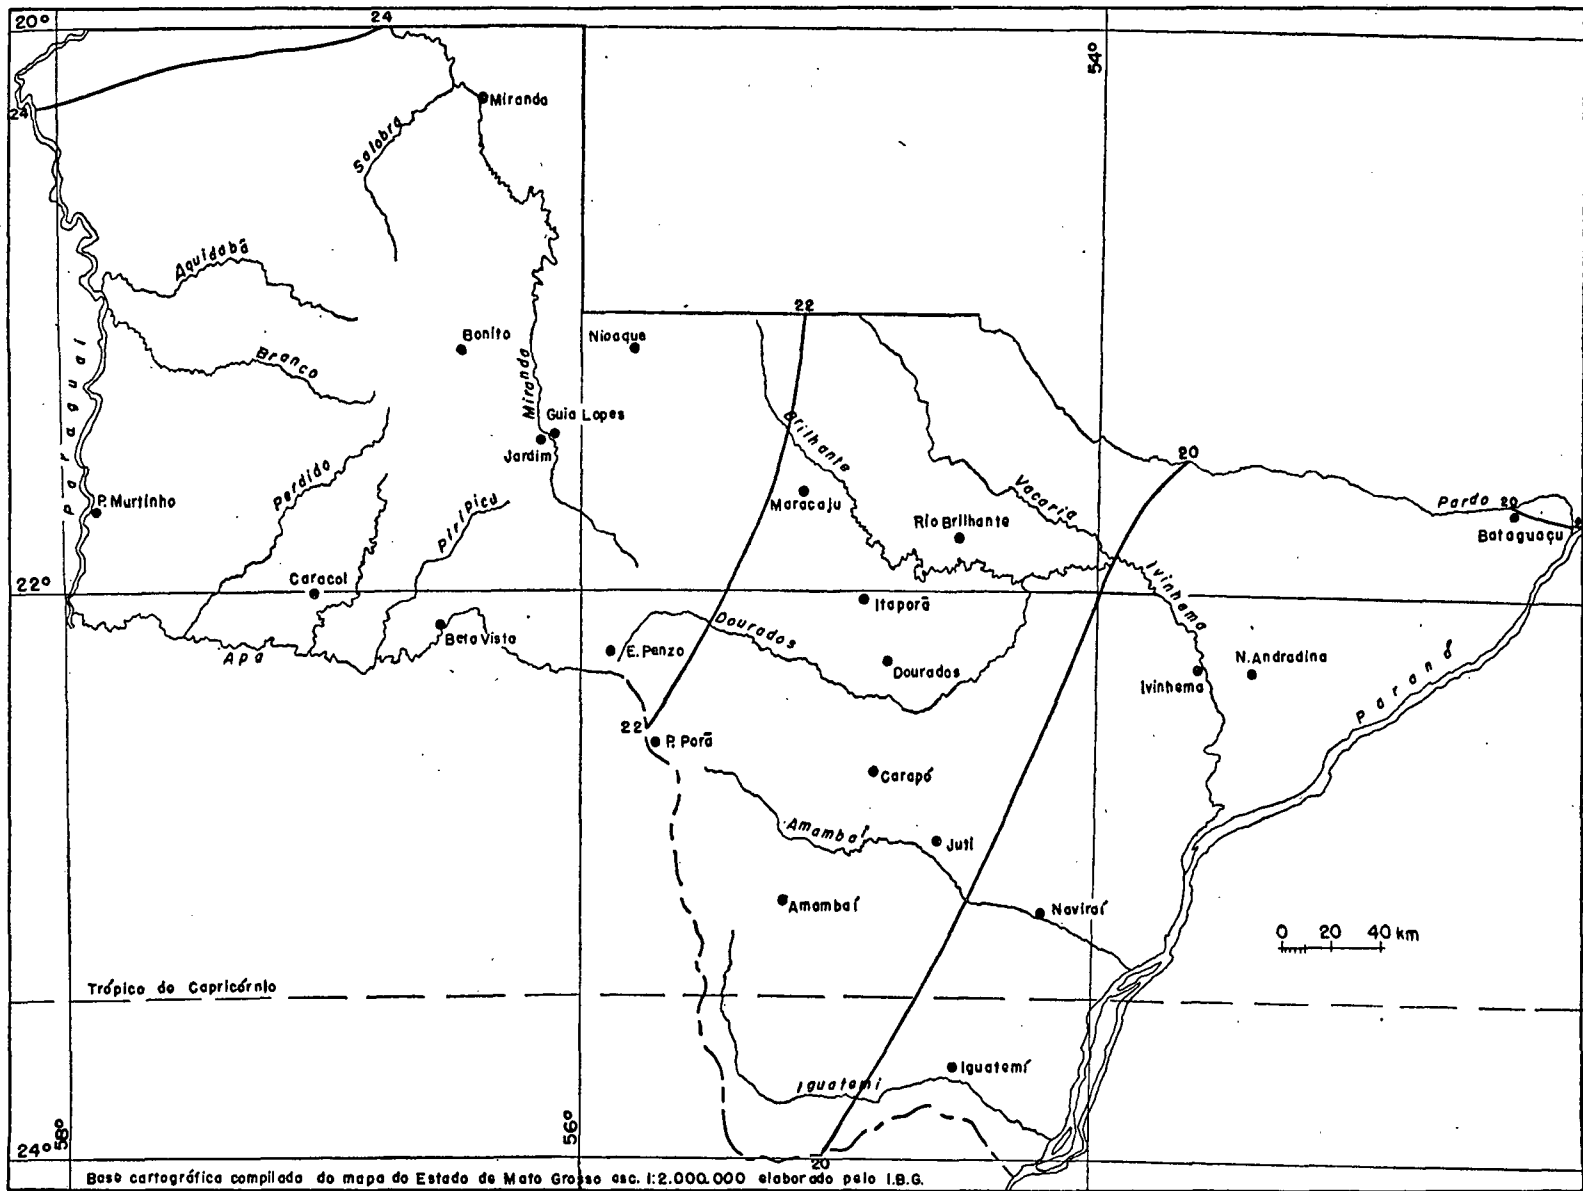 20°
24
54°
24
Miranda
Salobra
Aquidabã
22
Bonito
Nioaque
Branco
Miranda
Paraguai
Guia Lopes
Jardim
Brilhante
20
Perdido
Maracaju
Vacaria
Pardo
20
P. Murtinho
Piripicu
Rio Brilhante
Bataguaçu
22°
Caracol
Itaporã
Ivinhema
Bela Vista
Dourados
Apa
E. Penzo
Dourados
Ivinhema
N. Andradina
Paraná
22
P. Porã
Carapó
Amambaí
Juti
Amambaí
Naviraí
0 20 40 km
Trópico de Capricórnio
Iguatemí
Iguatemi
24°
58°
56°
20
Base cartográfica compilada do mapa do Estado de Mato Grosso esc. 1:2.000.000 elaborado pelo I.B.G.